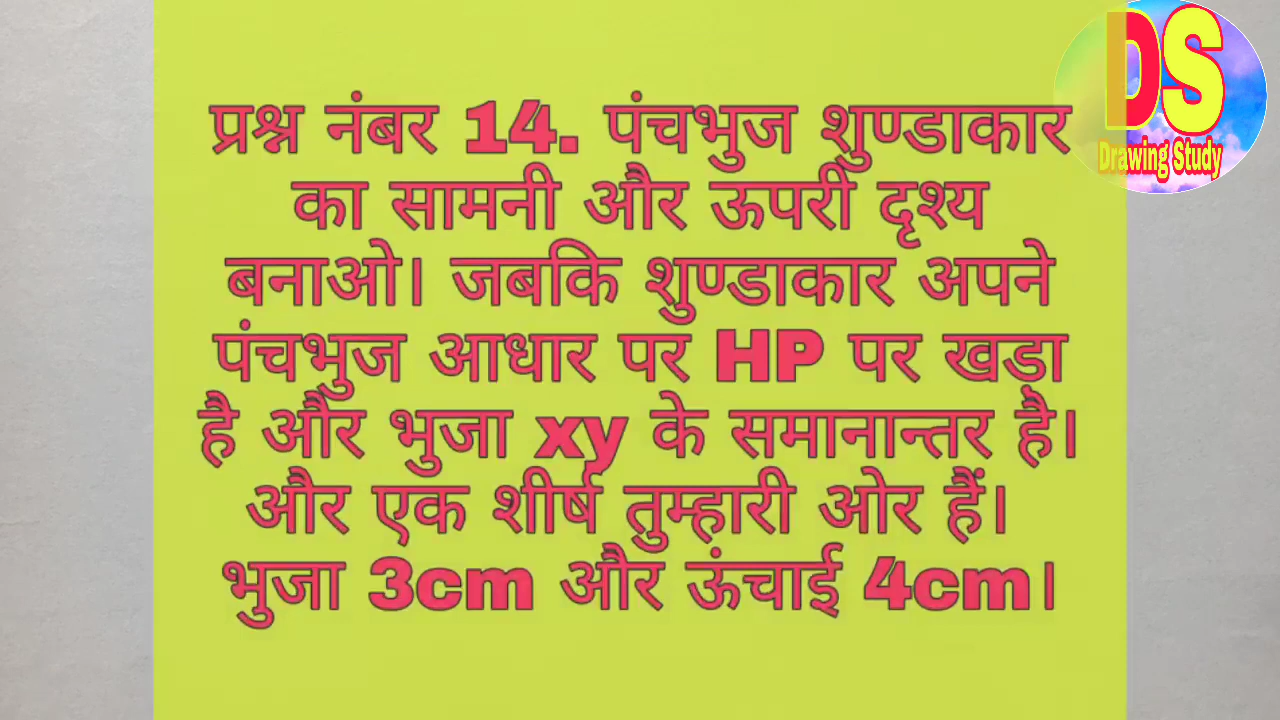 DS
Drawing Study
प्रश्न नंबर 14. पंचभुज शुण्डाकार
का सामनी और ऊपरी दृश्य
बनाओ। जबकि शुण्डाकार अपने
पंचभुज आधार पर HP पर खड़ा
है और भुजा xy के समानान्तर है।
और एक शीर्ष तुम्हारी ओर हैं।
भुजा 3cm और ऊंचाई 4cm।